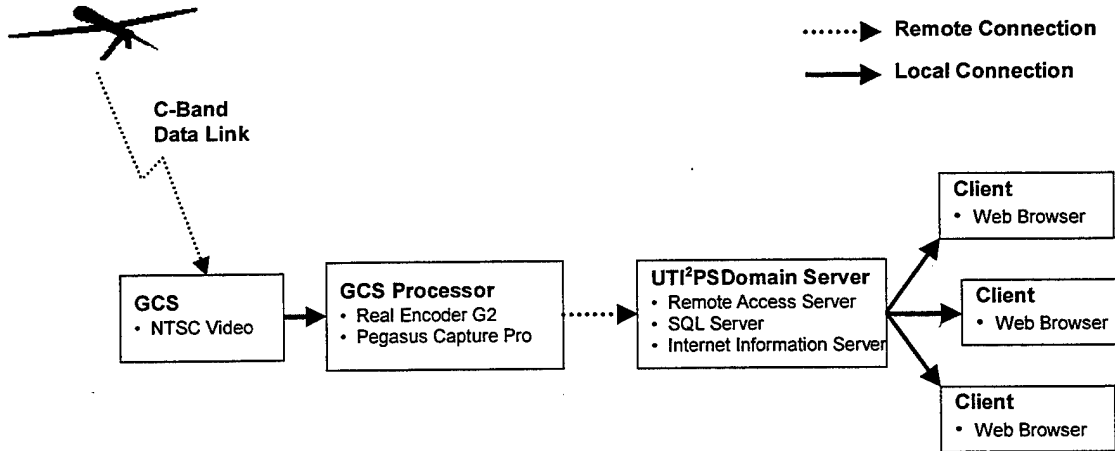 Remote Connection
Local Connection
C-Band
Data Link
GCS
• NTSC Video
GCS Processor
• Real Encoder G2
• Pegasus Capture Pro
UTI²PSDomain Server
• Remote Access Server
• SQL Server
• Internet Information Server
Client
• Web Browser
Client
• Web Browser
Client
• Web Browser